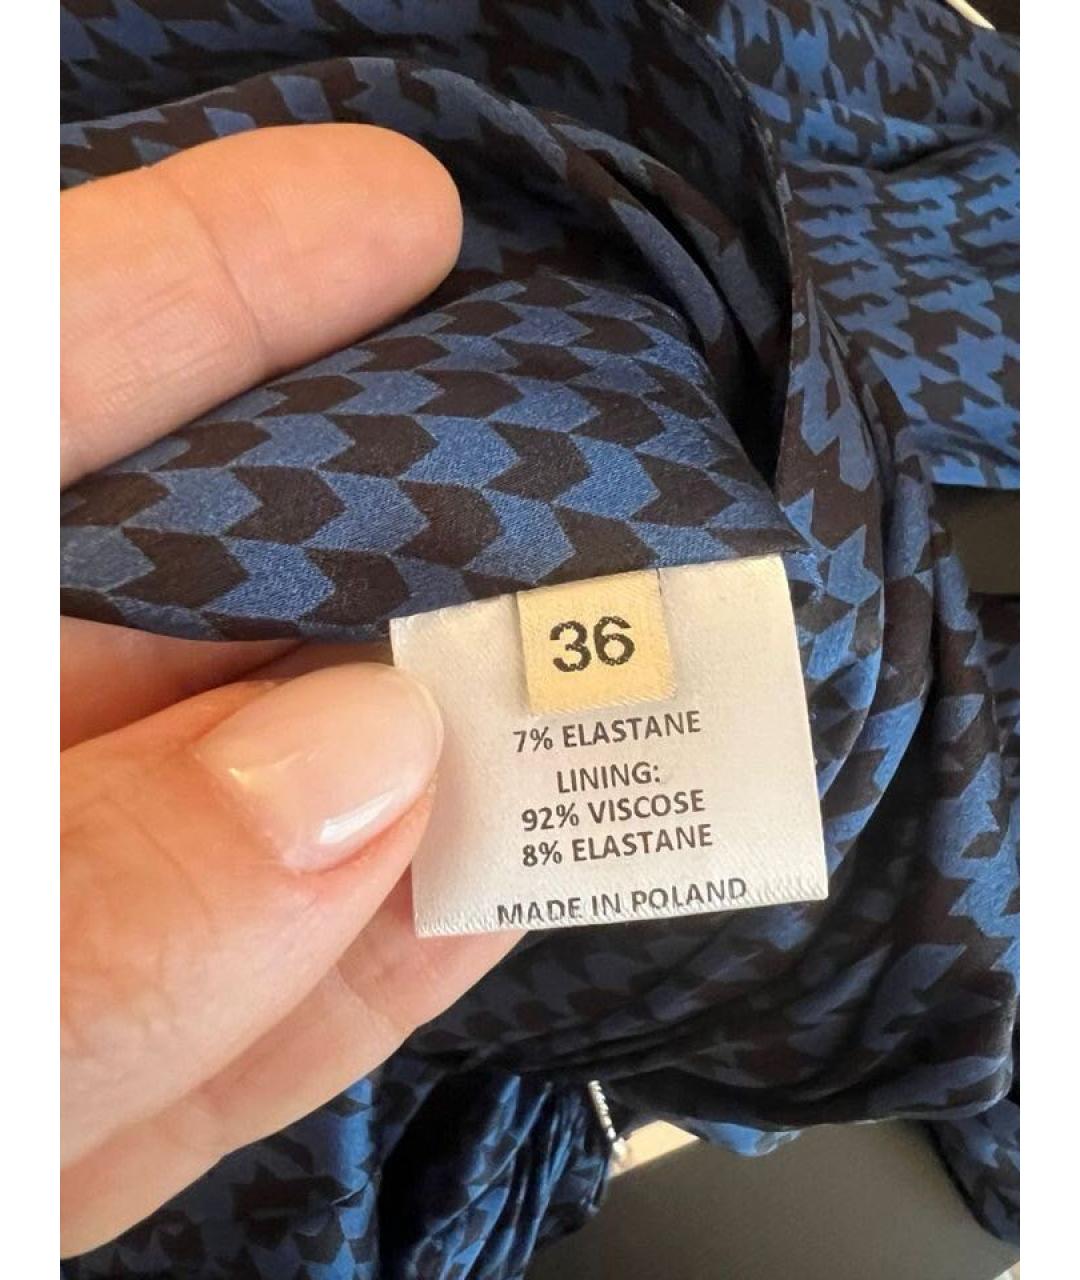 36
7% ELASTANE
LINING:
92% VISCOSE
8% ELASTANE
MADE IN POLAND